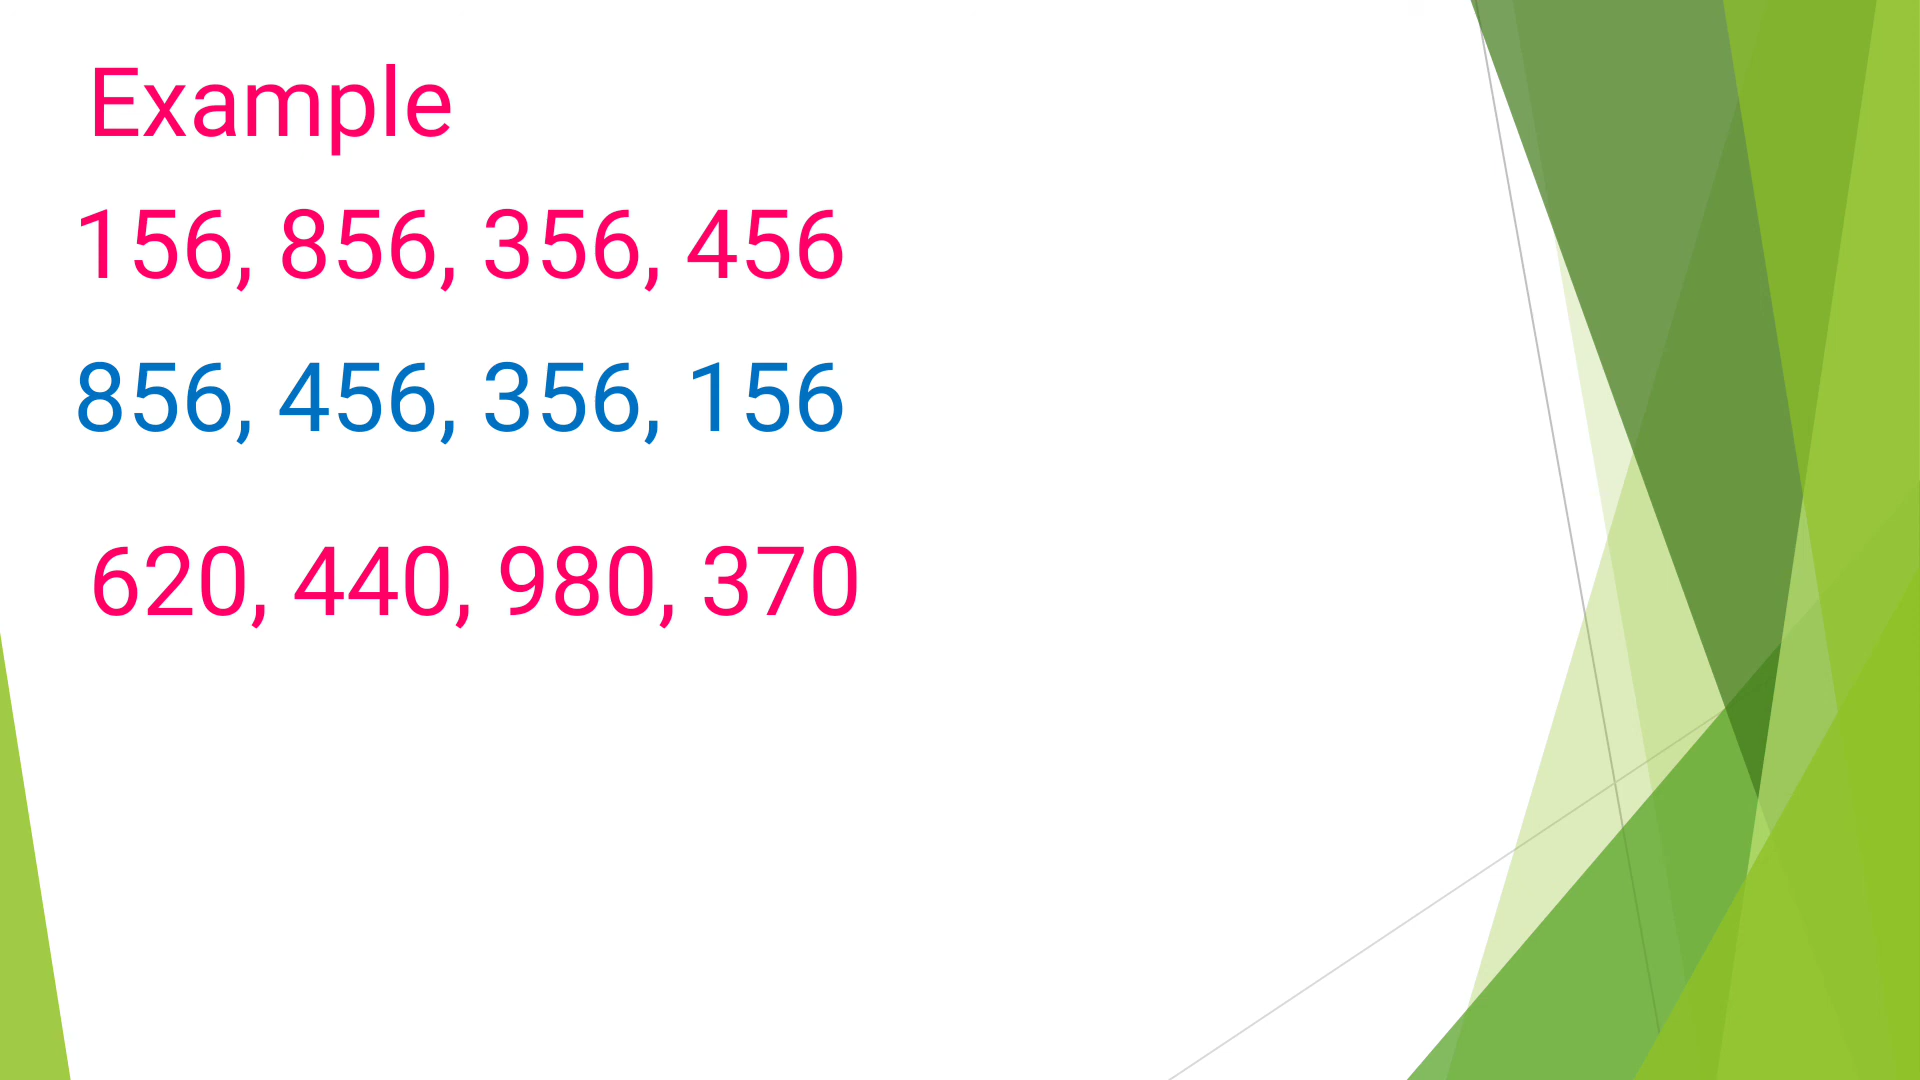 Example
156, 856, 356, 456
856, 456, 356, 156
620, 440, 980, 370